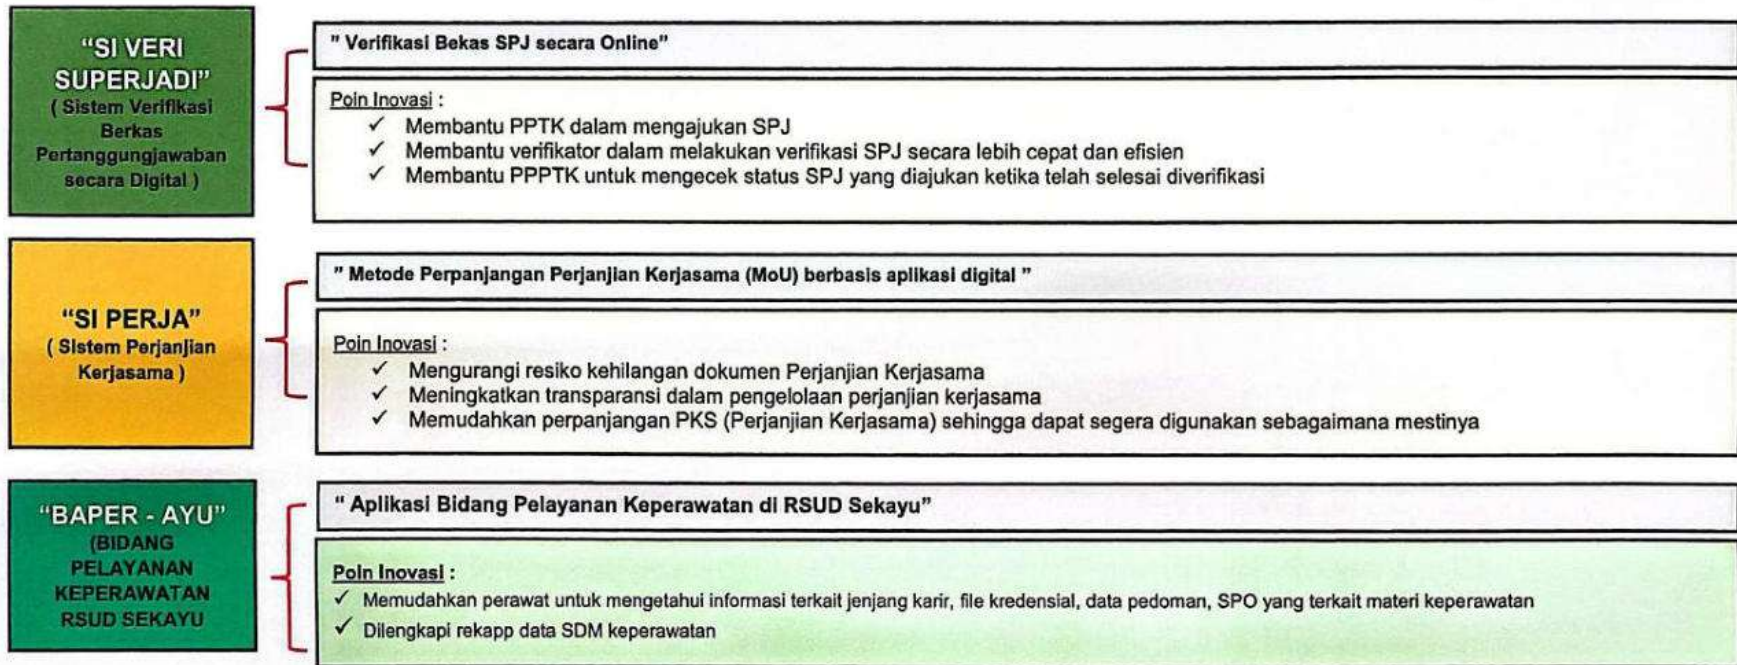 “SI VERI
SUPERJADI”
( Sistem Verifikasi
Berkas
Pertanggungjawaban
secara Digital )
” Verifikasi Bekas SPJ secara Online”
Poin Inovasi :
✓ Membantu PPTK dalam mengajukan SPJ
✓ Membantu verifikator dalam melakukan verifikasi SPJ secara lebih cepat dan efisien
✓ Membantu PPPTK untuk mengecek status SPJ yang diajukan ketika telah selesai diverifikasi
“SI PERJA”
( Sistem Perjanjian
Kerjasama )
” Metode Perpanjangan Perjanjian Kerjasama (MoU) berbasis aplikasi digital ”
Poin Inovasi :
✓ Mengurangi resiko kehilangan dokumen Perjanjian Kerjasama
✓ Meningkatkan transparansi dalam pengelolaan perjanjian kerjasama
✓ Memudahkan perpanjangan PKS (Perjanjian Kerjasama) sehingga dapat segera digunakan sebagaimana mestinya
“BAPER - AYU”
(BIDANG
PELAYANAN
KEPERAWATAN
RSUD SEKAYU
“ Aplikasi Bidang Pelayanan Keperawatan di RSUD Sekayu”
Poin Inovasi :
✓ Memudahkan perawat untuk mengetahui informasi terkait jenjang karir, file kredensial, data pedoman, SPO yang terkait materi keperawatan
✓ Dilengkapi rekapp data SDM keperawatan